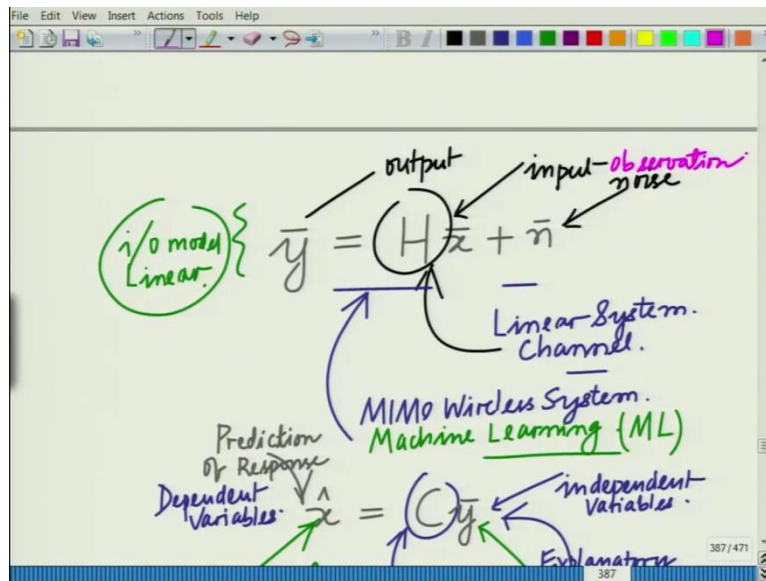 File Edit View Insert Actions Tools Help
B I
output
input- observation
noise
i/o model
Linear.
{ ȳ = H x̄ + n̄
Linear System.
Channel.
MIMO Wireless System.
Machine Learning (ML)
Prediction
of Response
Dependent
Variables.
x̂ = C ȳ
independent
Variables.
Explanatory
387/471
387